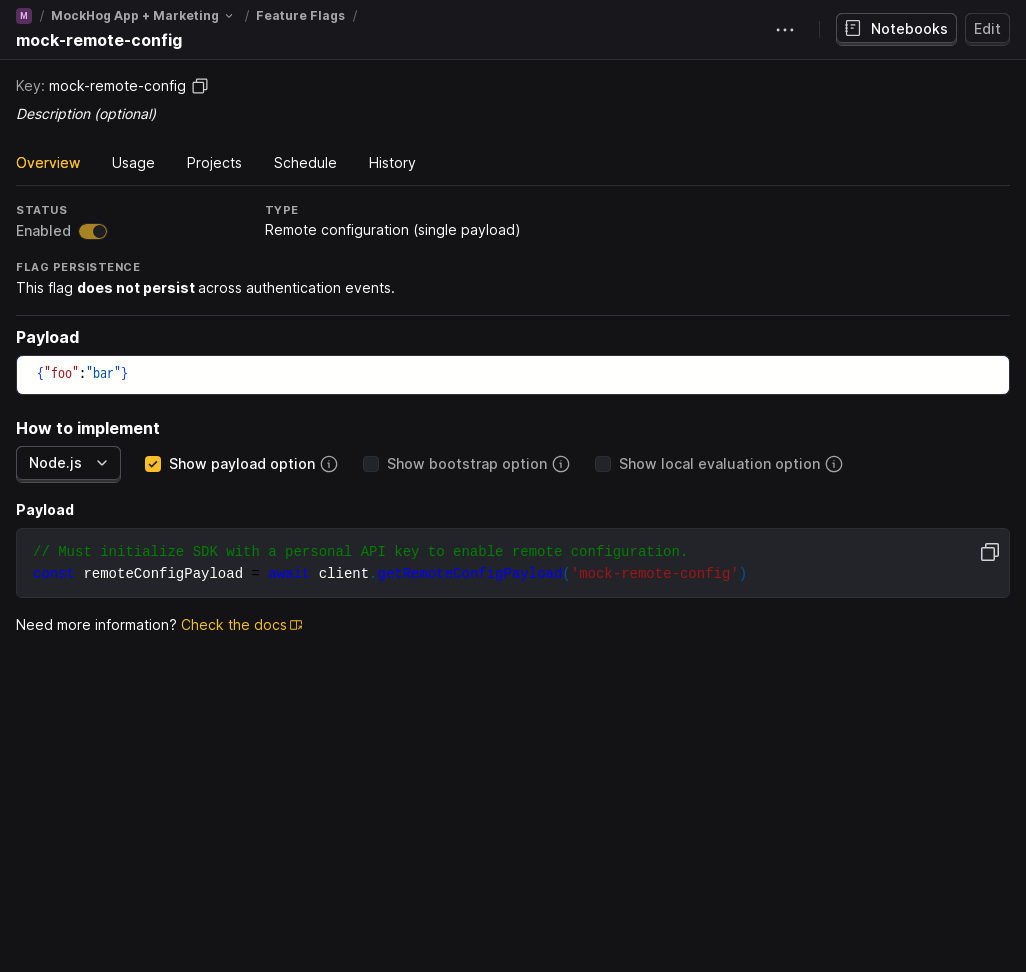 M / MockHog App + Marketing / Feature Flags /
mock-remote-config
Notebooks
Edit
Key: mock-remote-config
Description (optional)
Overview Usage Projects Schedule History
STATUS TYPE
Enabled Remote configuration (single payload)
FLAG PERSISTENCE
This flag does not persist across authentication events.
Payload
{"foo":"bar"}
How to implement
Node.js Show payload option Show bootstrap option Show local evaluation option
Payload
// Must initialize SDK with a personal API key to enable remote configuration.
const remoteConfigPayload = await client.getRemoteConfigPayload('mock-remote-config')
Need more information? Check the docs